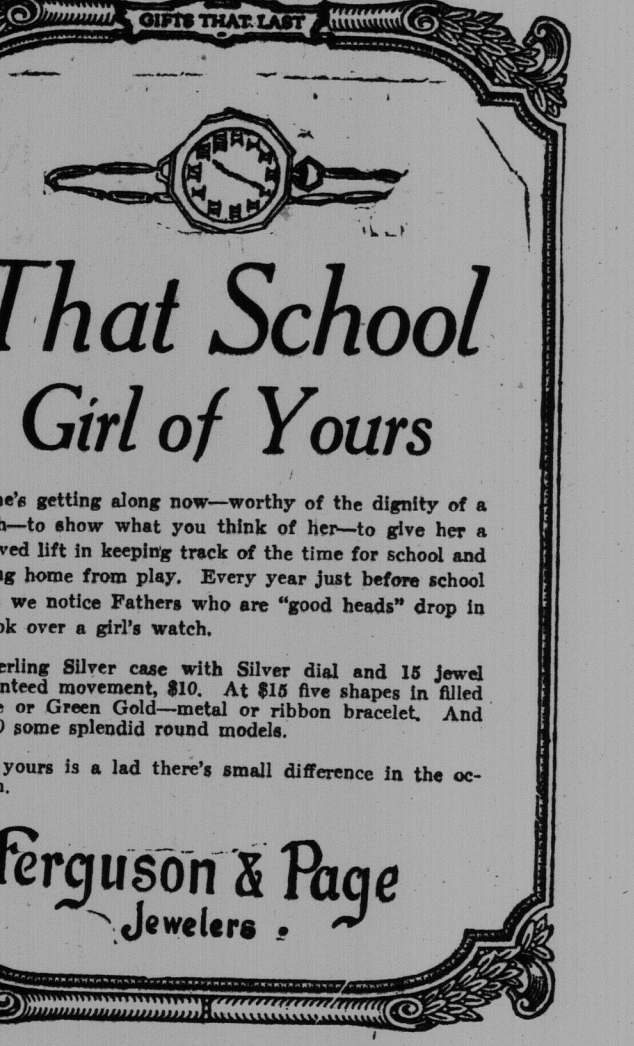 GIFTS THAT LAST
That School
Girl of Yours
getting along now—worthy of the dignity of a
to show what you think of her—to give her a
lift in keeping track of the time for school and
home from play. Every year just before school
we notice Fathers who are "good heads" drop in
over a girl's watch.
Silver case with Silver dial and 15 jewel
movement, $10. At $15 five shapes in filled
or Green Gold—metal or ribbon bracelet. And
some splendid round models.
yours is a lad there's small difference in the oc-
Ferguson & Page
Jewelers